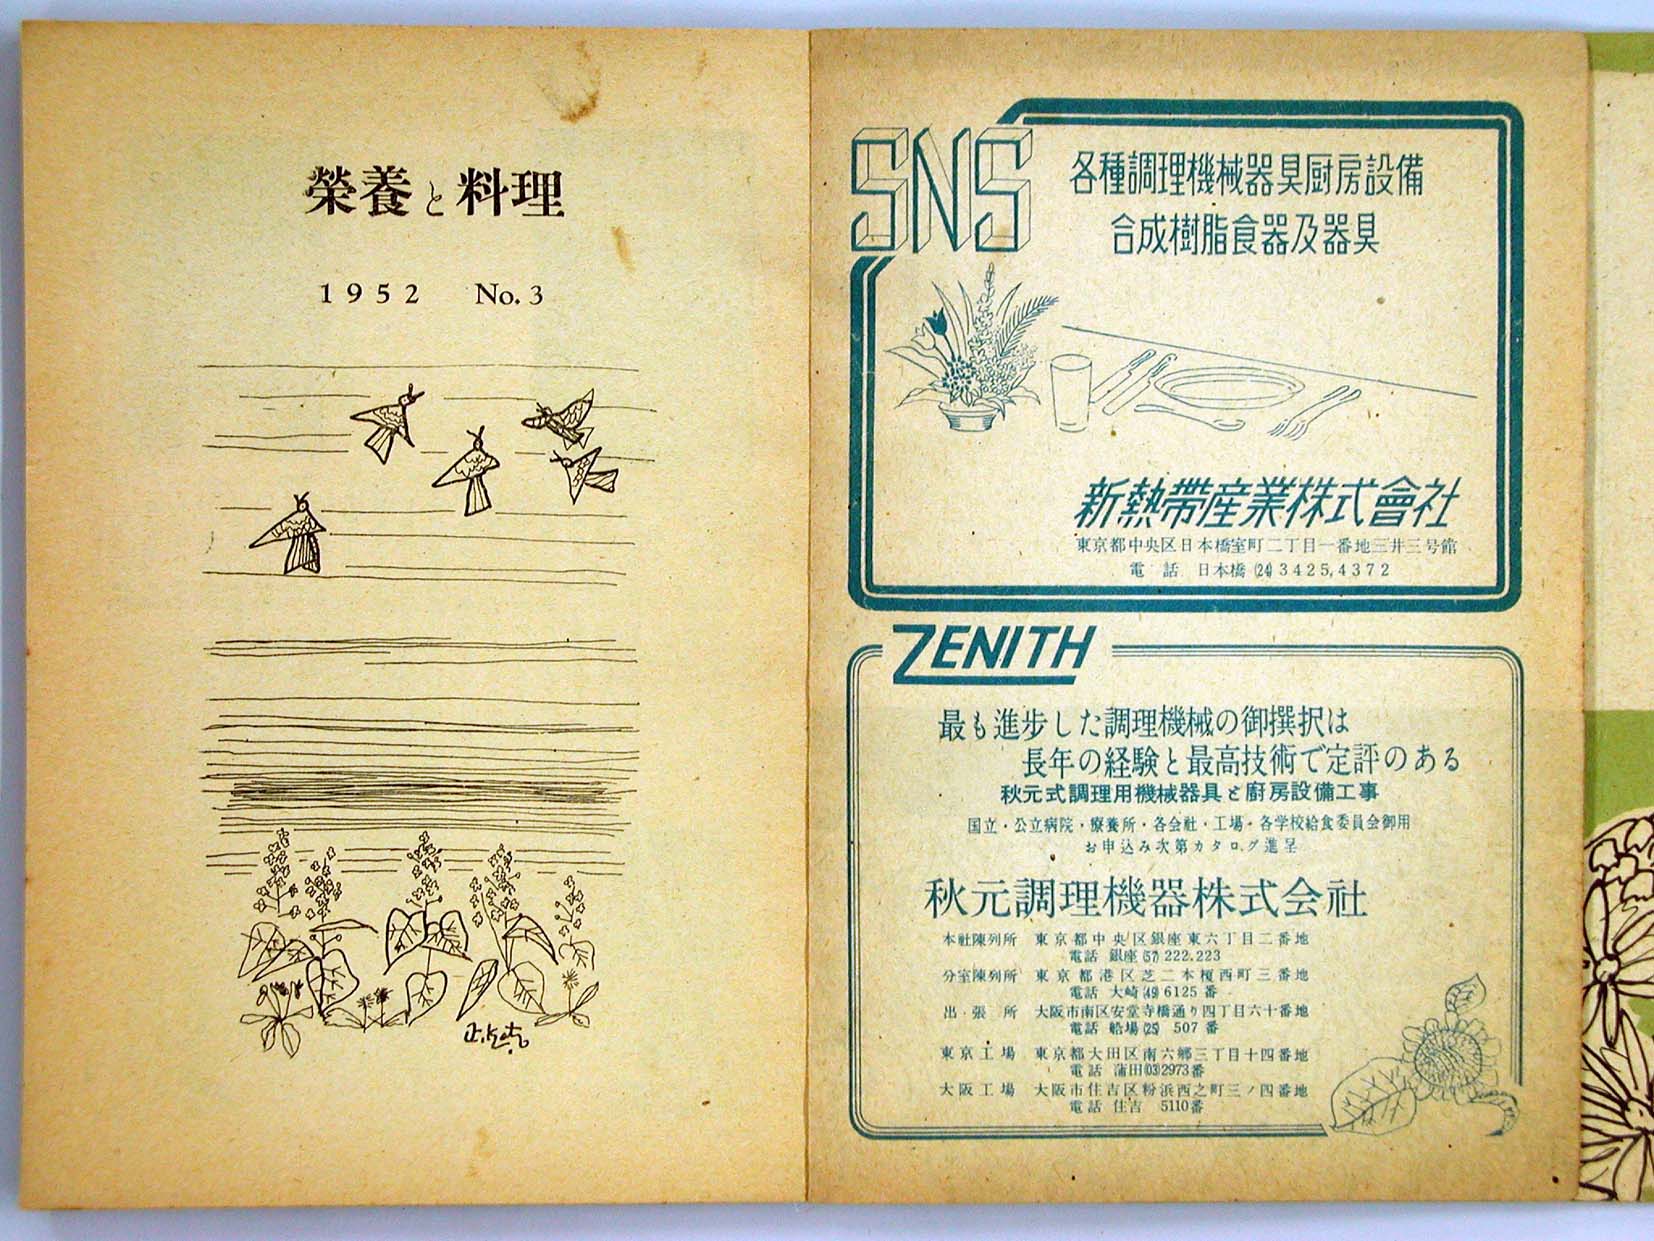 榮養と料理
1952 No.3
SNS
各種調理機械器具厨房設備
合成樹脂食器及器具
新熱帯産業株式會社
東京都中央区日本橋室町二丁目一番地三井三号館
電話 日本橋(24)3425,4372
ZENITH
最も進歩した調理機械の御撰択は
長年の経験と最高技術で定評のある
秋元式調理用機械器具と厨房設備工事
国立・公立病院・療養所・各会社・工場・各学校給食委員会御用
お申込み次第カタログ進呈
秋元調理機器株式会社
本社陳列所 東京都中央区銀座東六丁目二番地
電話 銀座(57)222.223
分室陳列所 東京都港区芝二本榎西町三番地
電話 大崎(49)6125番
出張所 大阪市南区安堂寺橋通り四丁目六十番地
電話 船場(25) 507番
東京工場 東京都大田区南六郷三丁目十四番地
電話 蒲田(03)2973番
大阪工場 大阪市住吉区粉浜西之町三ノ四番地
電話 住吉 5110番